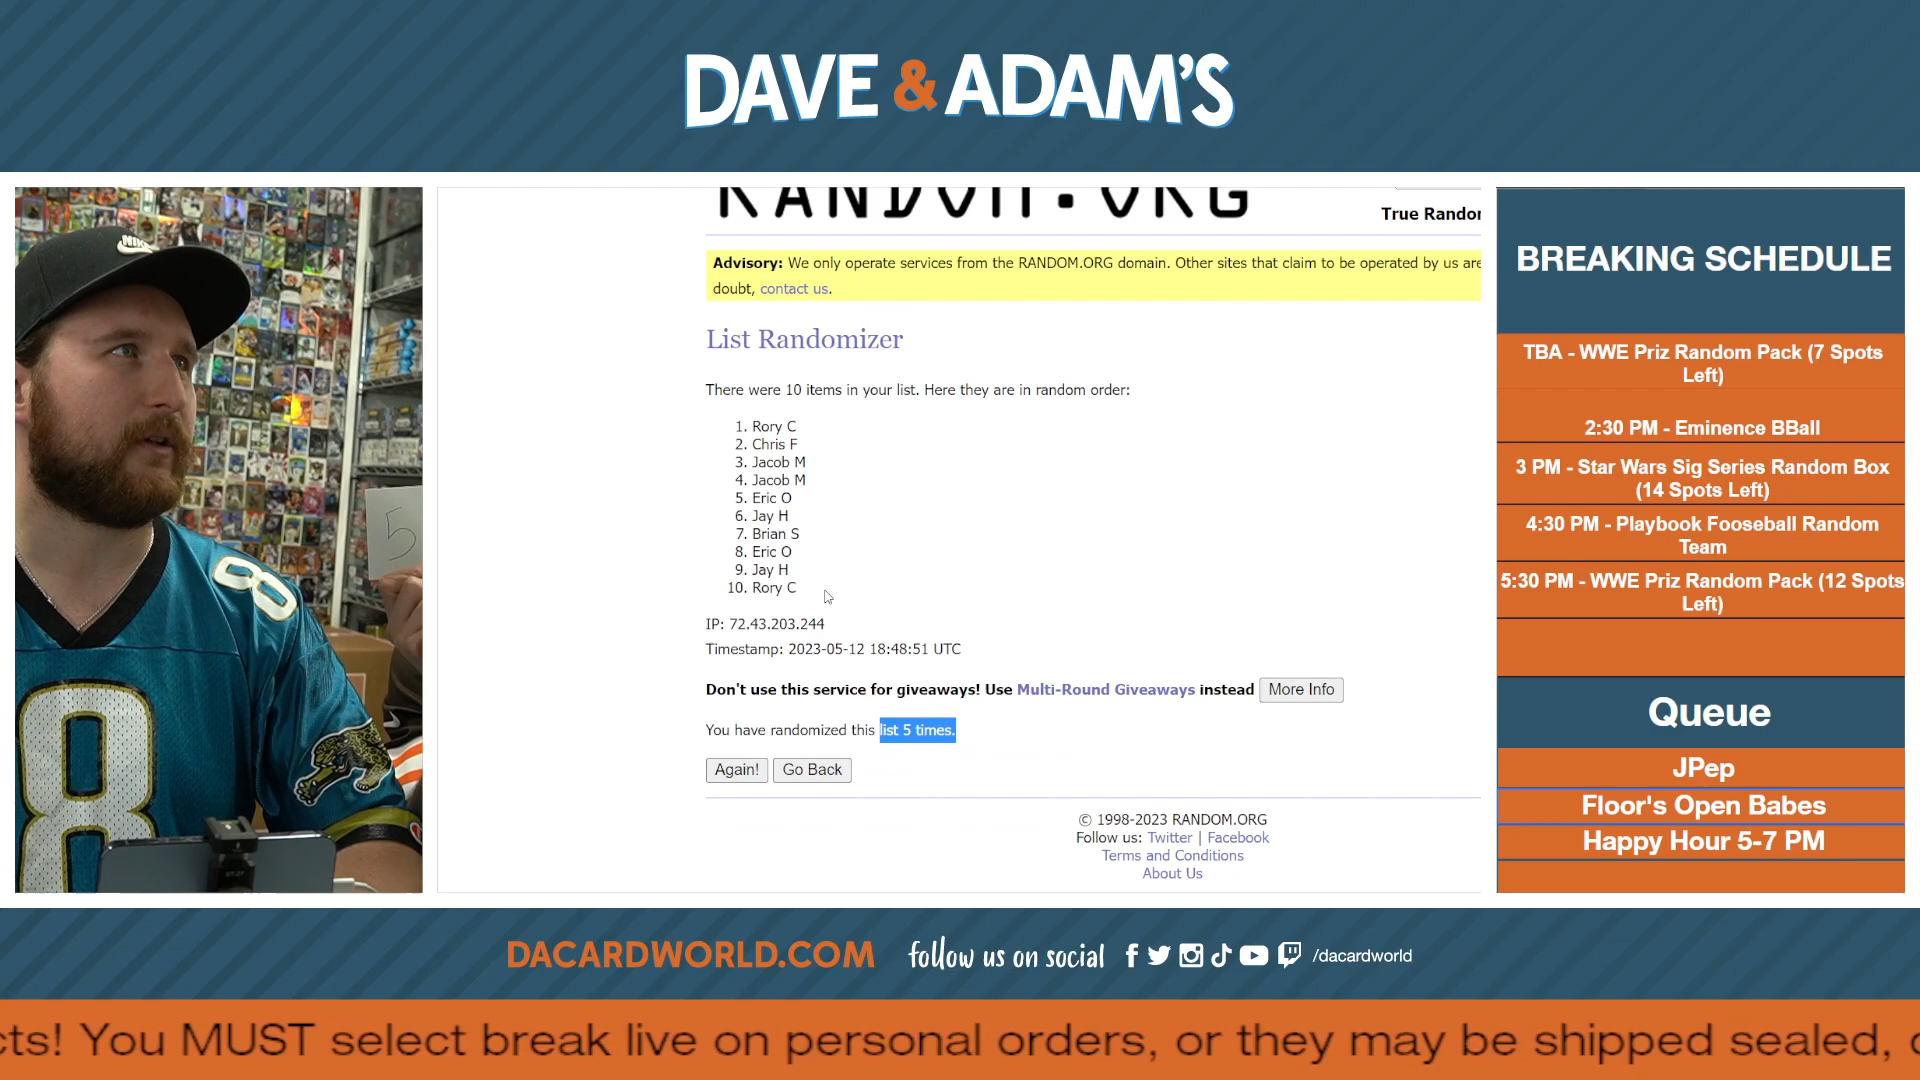 DAVE & ADAM'S
RANDOM.ORG
True Random
Advisory: We only operate services from the RANDOM.ORG domain. Other sites that claim to be operated by us are
doubt, contact us.
List Randomizer
There were 10 items in your list. Here they are in random order:
1. Rory C
2. Chris F
3. Jacob M
4. Jacob M
5. Eric O
6. Jay H
7. Brian S
8. Eric O
9. Jay H
10. Rory C
IP: 72.43.203.244
Timestamp: 2023-05-12 18:48:51 UTC
Don't use this service for giveaways! Use Multi-Round Giveaways instead More Info
You have randomized this list 5 times.
Again! Go Back
© 1998-2023 RANDOM.ORG
Follow us: Twitter | Facebook
Terms and Conditions
About Us
NIKE
8
5
8
BREAKING SCHEDULE
TBA - WWE Priz Random Pack (7 Spots
Left)
2:30 PM - Eminence BBall
3 PM - Star Wars Sig Series Random Box
(14 Spots Left)
4:30 PM - Playbook Fooseball Random
Team
5:30 PM - WWE Priz Random Pack (12 Spots
Left)
Queue
JPep
Floor's Open Babes
Happy Hour 5-7 PM
DACARDWORLD.COM follow us on social /dacardworld
cts! You MUST select break live on personal orders, or they may be shipped sealed,